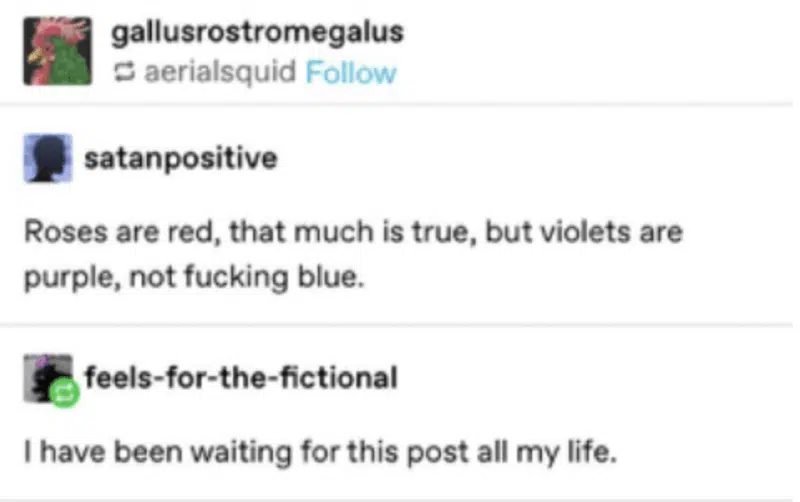 gallusrostromegalus
aerialsquid Follow
satanpositive
Roses are red, that much is true, but violets are
purple, not fucking blue.
feels-for-the-fictional
I have been waiting for this post all my life.